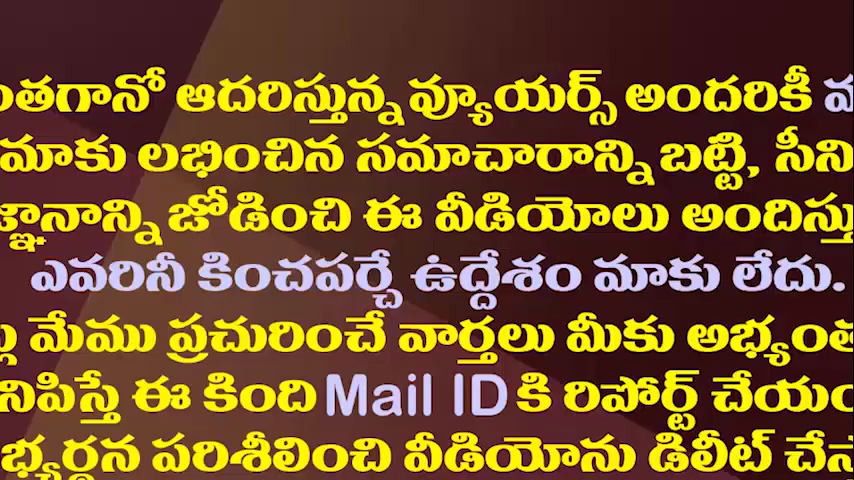 ంతగానో ఆదరిస్తున్న వ్యూయర్స్ అందరికీ
మాకు లభించిన సమాచారాన్ని బట్టి, సీని
జ్ఞానాన్ని జోడించి ఈ వీడియోలు అందిస్తు
ఎవరినీ కించపర్చే ఉద్దేశం మాకు లేదు.
మేము ప్రచురించే వార్తలు మీకు అభ్యంత
నిపిస్తే ఈ కింది Mail ID కి రిపోర్ట్ చేయం
భ్యర్థన పరిశీలించి వీడియోను డిలీట్ చేస